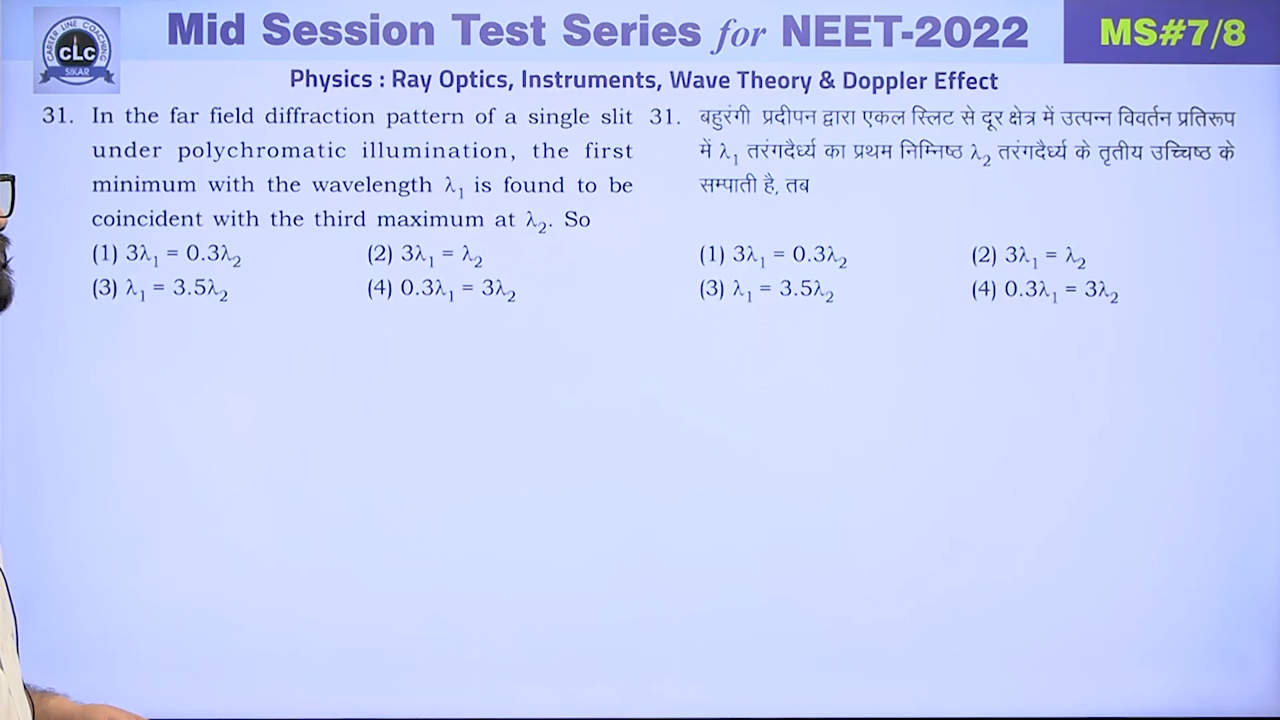 CAREER LINE COACHING
CLC
SIKAR
Mid Session Test Series for NEET-2022
MS#7/8
Physics : Ray Optics, Instruments, Wave Theory & Doppler Effect
31. In the far field diffraction pattern of a single slit
under polychromatic illumination, the first
minimum with the wavelength λ₁ is found to be
coincident with the third maximum at λ₂. So
(1) 3λ₁ = 0.3λ₂ (2) 3λ₁ = λ₂
(3) λ₁ = 3.5λ₂ (4) 0.3λ₁ = 3λ₂
31. बहुरंगी प्रदीपन द्वारा एकल स्लिट से दूर क्षेत्र में उत्पन्न विवर्तन प्रतिरूप
में λ₁ तरंगदैर्ध्य का प्रथम निम्निष्ठ λ₂ तरंगदैर्ध्य के तृतीय उच्चिष्ठ के
सम्पाती है, तब
(1) 3λ₁ = 0.3λ₂ (2) 3λ₁ = λ₂
(3) λ₁ = 3.5λ₂ (4) 0.3λ₁ = 3λ₂